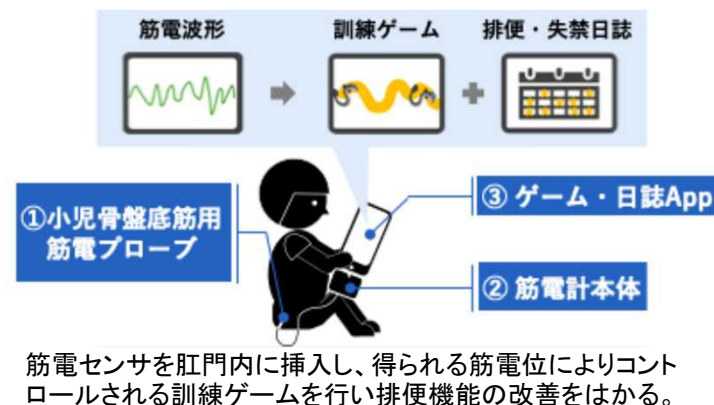 筋電波形
訓練ゲーム
排便・失禁日誌
①小児骨盤底筋用
筋電プローブ
③ ゲーム・日誌App
② 筋電計本体
筋電センサを肛門内に挿入し、得られる筋電位によりコント
ロールされる訓練ゲームを行い排便機能の改善をはかる。